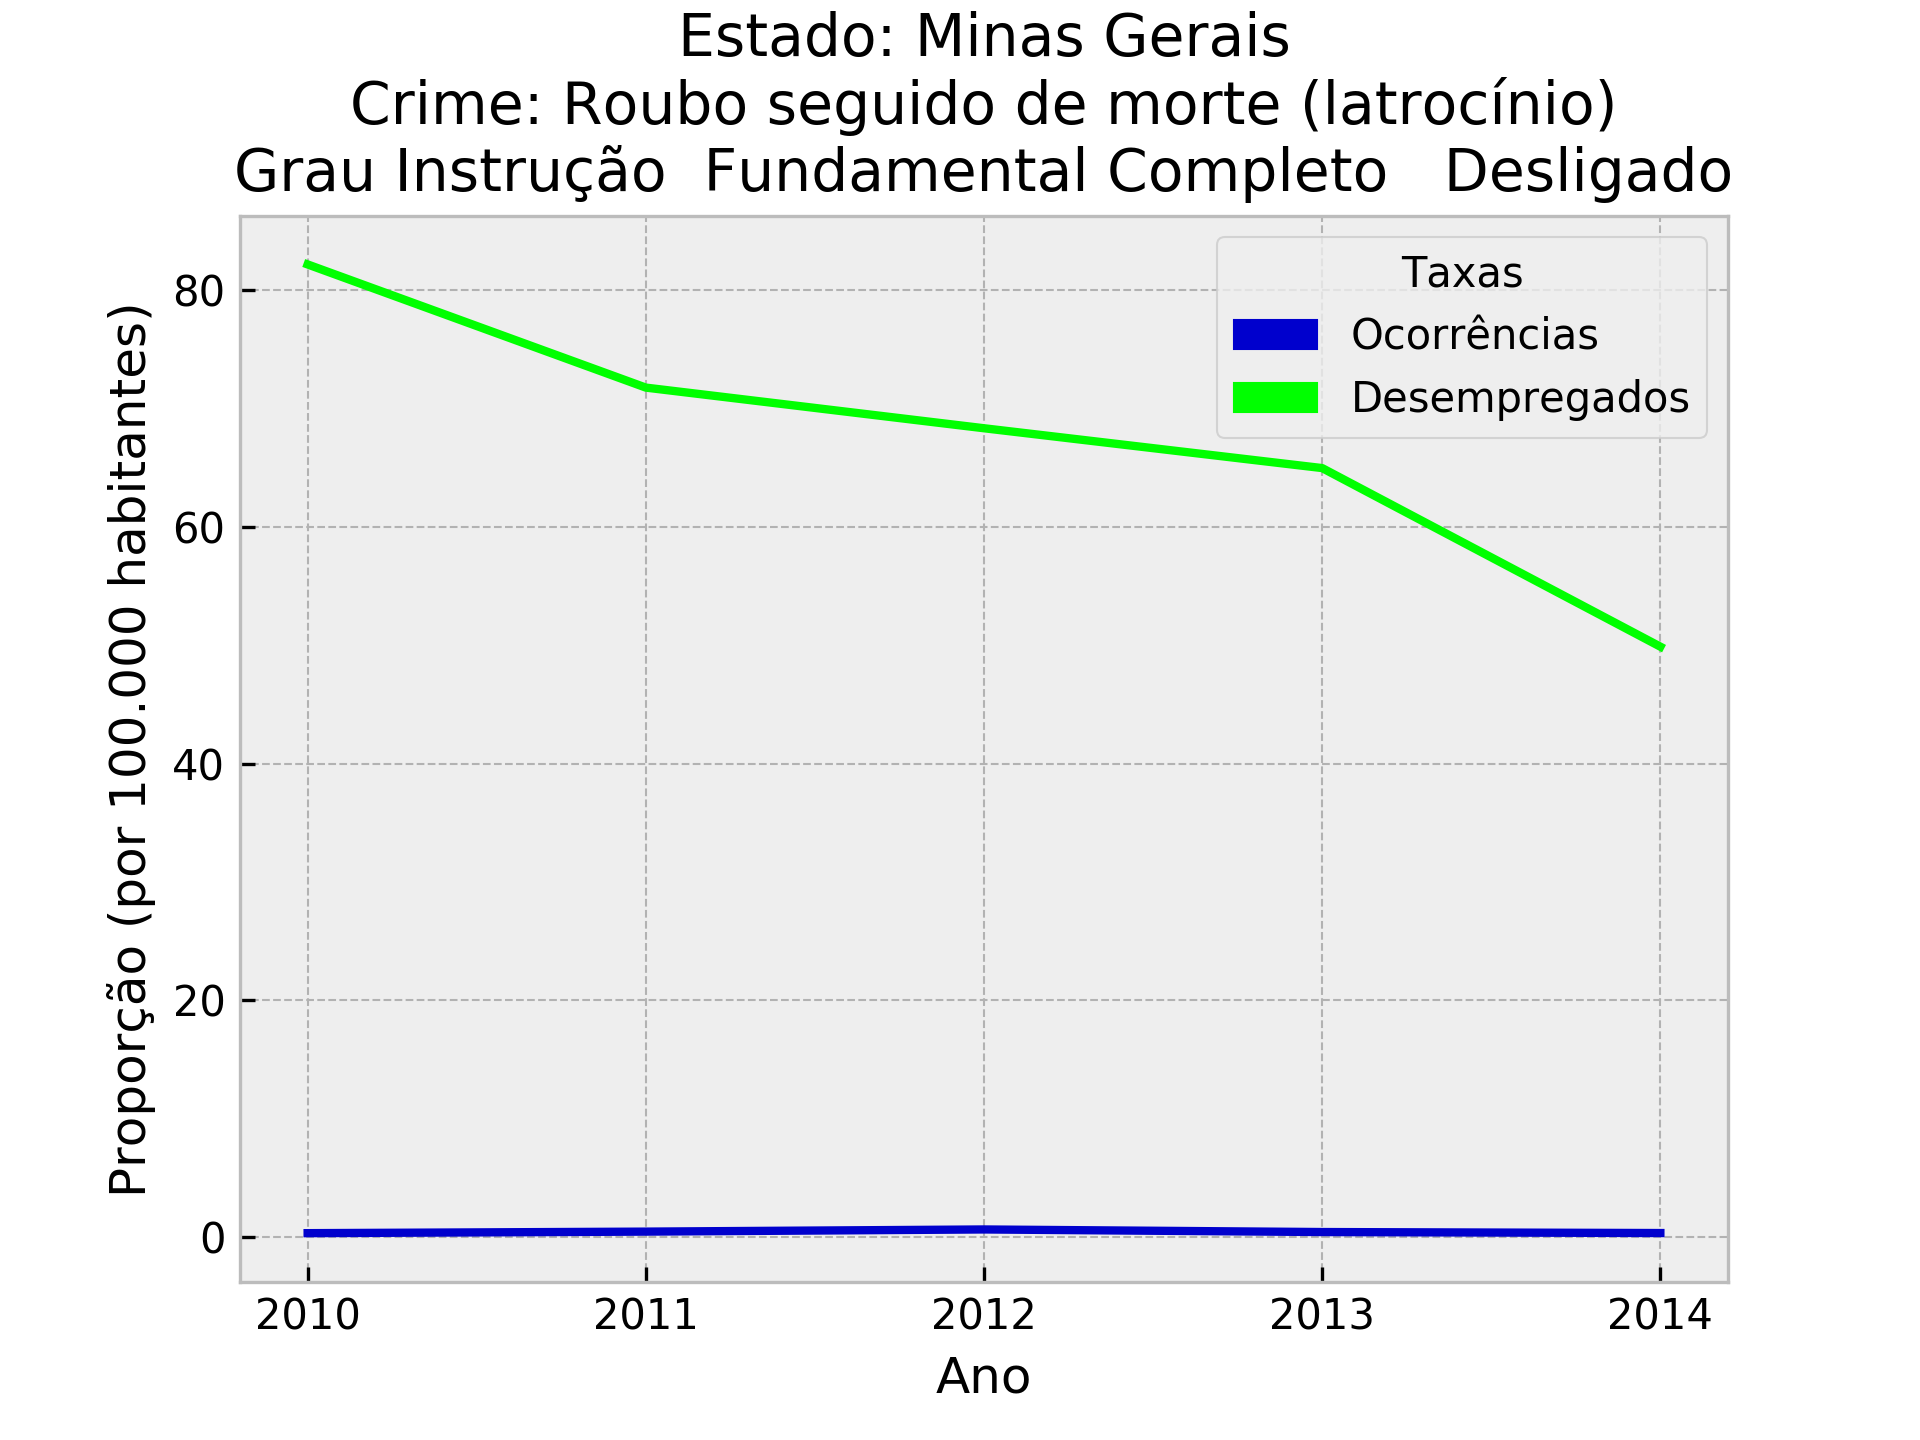 Estado: Minas Gerais
Crime: Roubo seguido de morte (latrocínio)
Grau Instrução  Fundamental Completo   Desligado
Taxas
Ocorrências
Desempregados
Proporção (por 100.000 habitantes)
80
60
40
20
0
2010 2011 2012 2013 2014
Ano